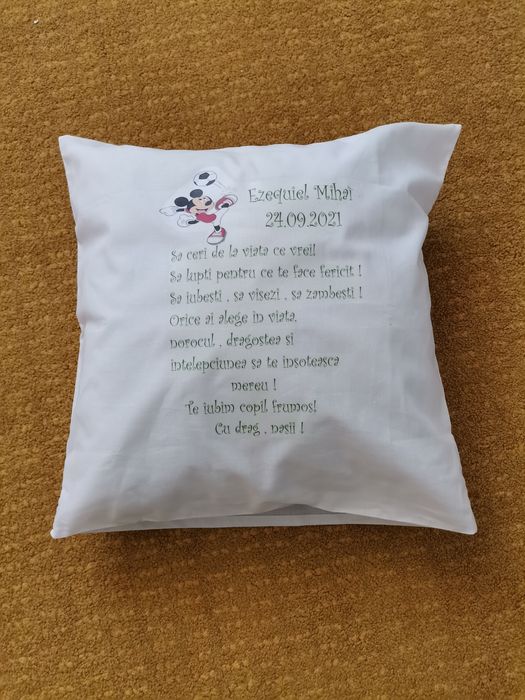 Ezequiel Mihai
24.09.2021
Sa ceri de la viata ce vrei!
Sa lupti pentru ce te face fericit !
Sa iubesti , sa visezi , sa zambesti !
Orice ai alege in viata,
norocul , dragostea si
intelepciunea sa te insoteasca
mereu !
Te iubim copil frumos!
Cu drag , nasii !